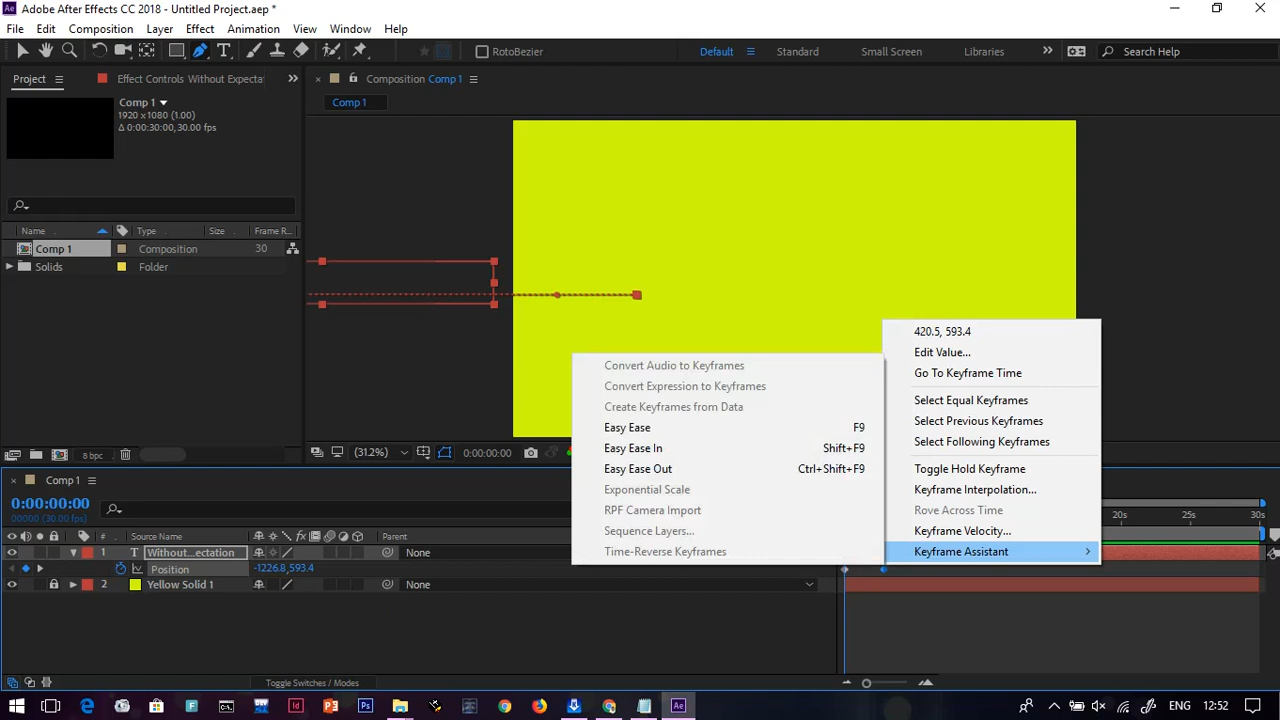 Ae Adobe After Effects CC 2018 - Untitled Project.aep *
File Edit Composition Layer Effect Animation View Window Help
RotoBezier Default Standard Small Screen Libraries Search Help
Project Effect Controls Without Expectat Composition Comp 1
Comp 1
1920 x 1080 (1.00)
Δ 0:00:30:00, 30.00 fps
Comp 1
Name Type Size Frame R...
Comp 1 Composition 30
Solids Folder
420.5, 593.4
Edit Value...
Go To Keyframe Time
Select Equal Keyframes
Select Previous Keyframes
Select Following Keyframes
Toggle Hold Keyframe
Keyframe Interpolation...
Rove Across Time
Keyframe Velocity...
Keyframe Assistant
Convert Audio to Keyframes
Convert Expression to Keyframes
Create Keyframes from Data
Easy Ease F9
Easy Ease In Shift+F9
Easy Ease Out Ctrl+Shift+F9
Exponential Scale
RPF Camera Import
Sequence Layers...
Time-Reverse Keyframes
8 bpc (31.2%) 0:00:00:00
Comp 1
0:00:00:00
00000 (30.00 fps)
20s 25s 30s
# Source Name Parent
1 T Without...ectation None
Position -1226.8,593.4
2 Yellow Solid 1 None
Toggle Switches / Modes
ENG 12:52